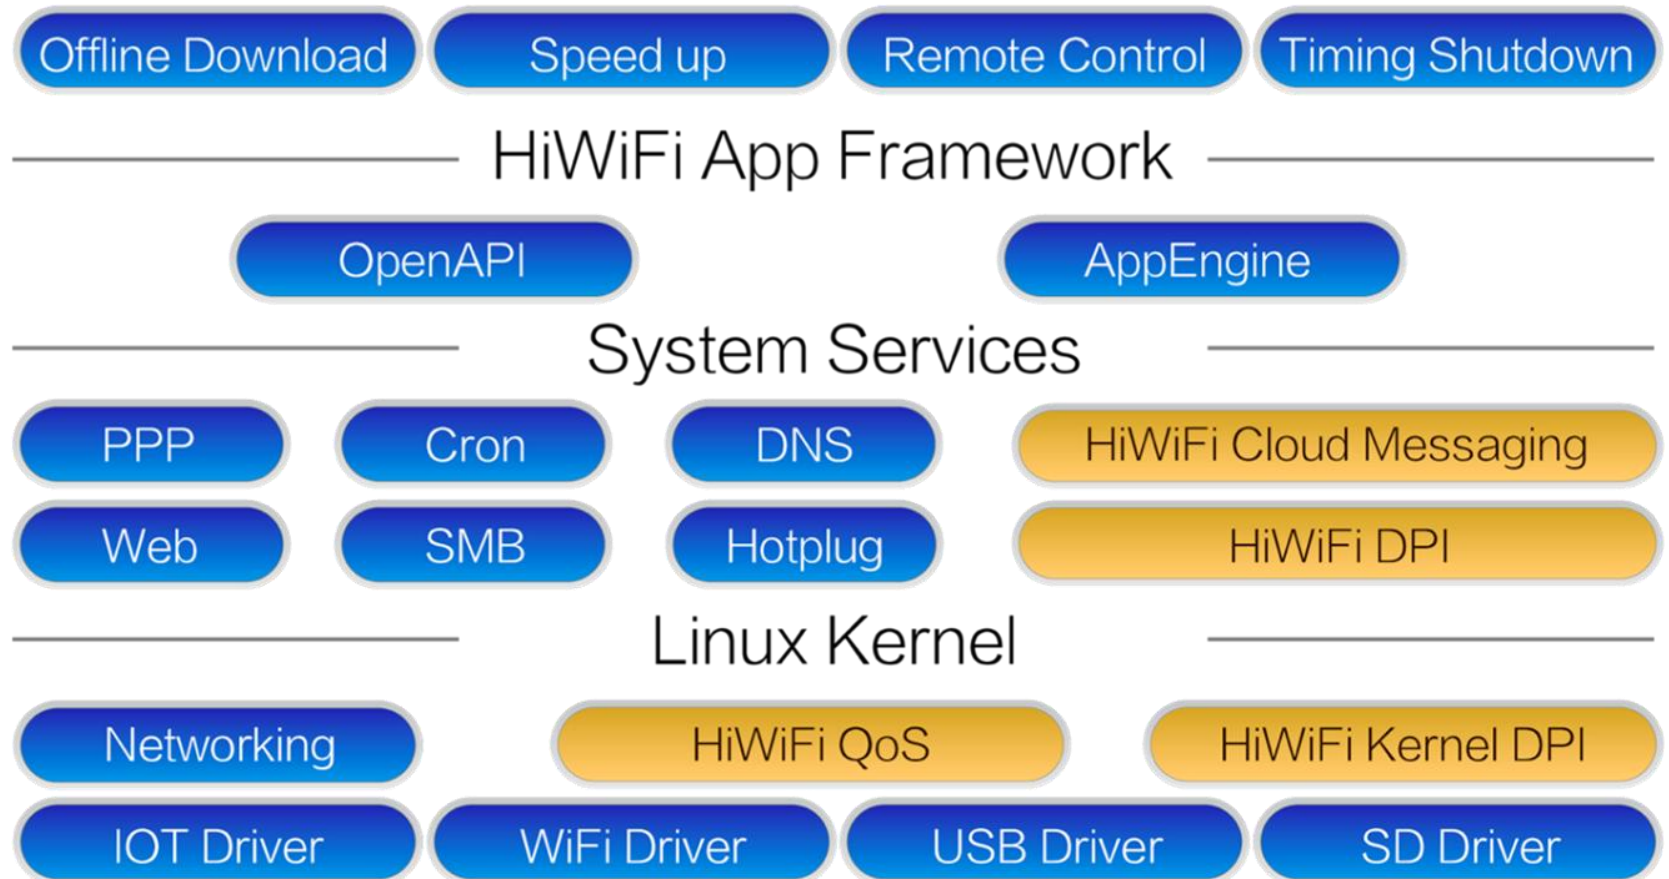 Offline Download Speed up Remote Control Timing Shutdown
HiWiFi App Framework
OpenAPI AppEngine
System Services
PPP Cron DNS HiWiFi Cloud Messaging
Web SMB Hotplug HiWiFi DPI
Linux Kernel
Networking HiWiFi QoS HiWiFi Kernel DPI
IOT Driver WiFi Driver USB Driver SD Driver